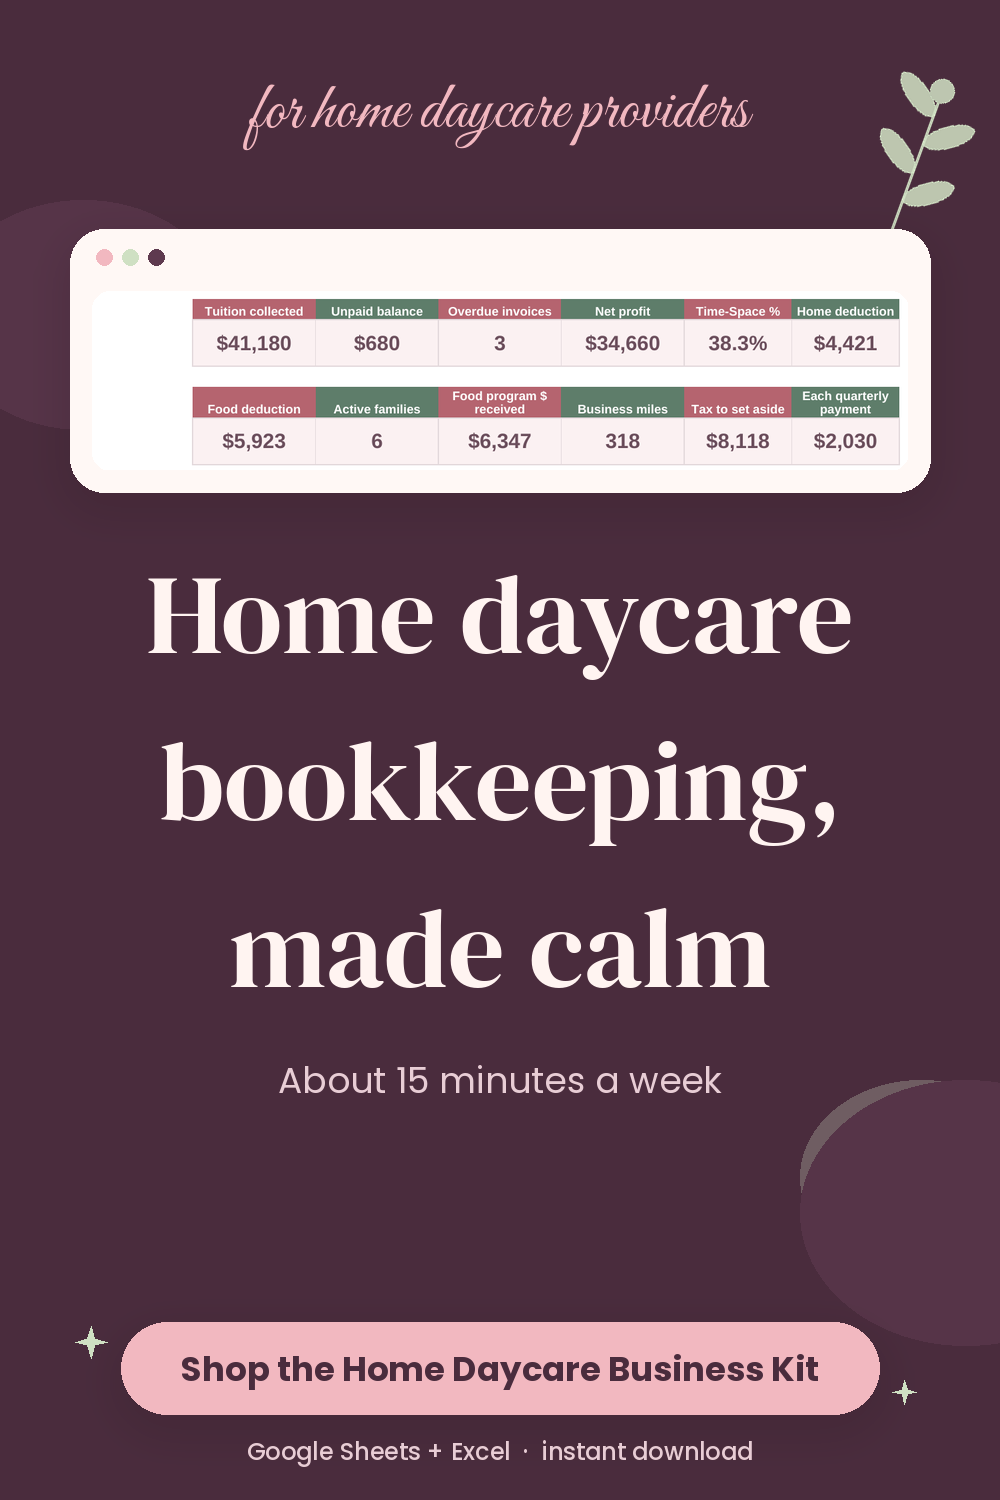 for home daycare providers
Tuition collected Unpaid balance Overdue invoices Net profit Time-Space % Home deduction
$41,180 $680 3 $34,660 38.3% $4,421
Food deduction Active families Food program $ received Business miles Tax to set aside Each quarterly payment
$5,923 6 $6,347 318 $8,118 $2,030
Home daycare
bookkeeping,
made calm
About 15 minutes a week
Shop the Home Daycare Business Kit
Google Sheets + Excel · instant download